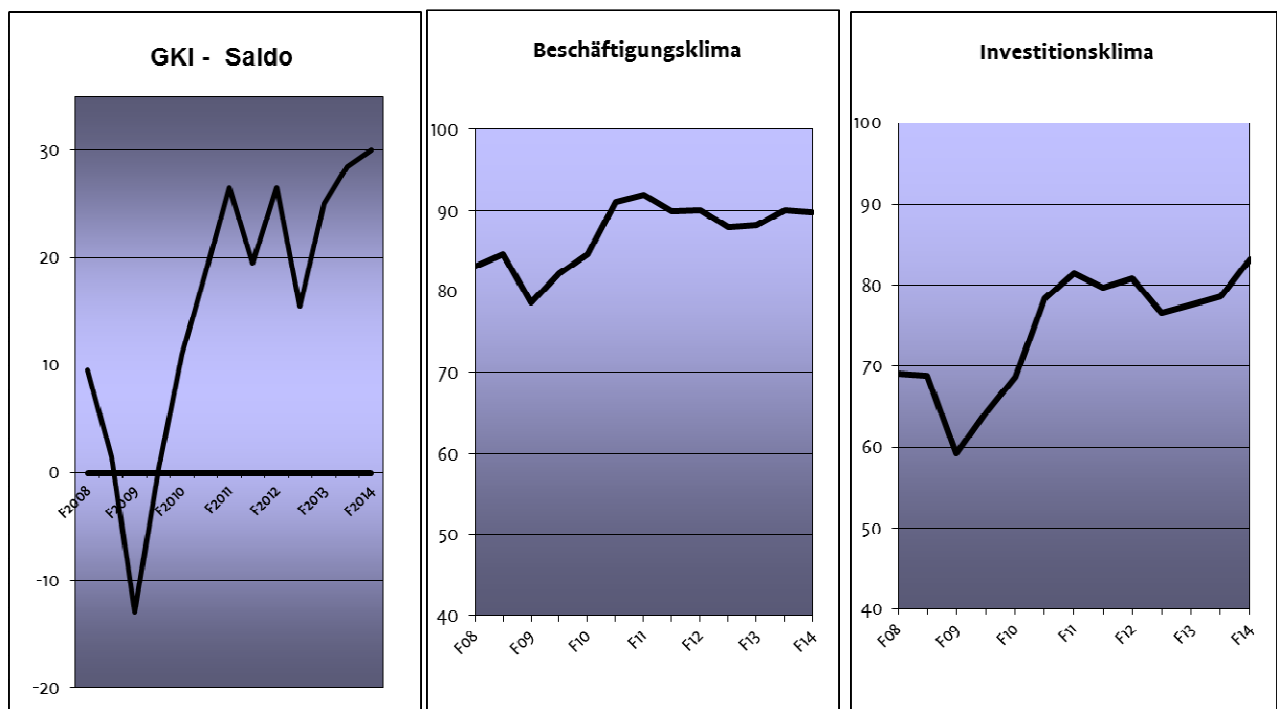 GKI - Saldo
30
20
10
0
-10
-20
F2008
F2009
F2010
F2011
F2012
F2013
F2014
Beschäftigungsklima
100
90
80
70
60
50
40
F08
F09
F10
F11
F12
F13
F14
Investitionsklima
100
90
80
70
60
50
40
F08
F09
F10
F11
F12
F13
F14